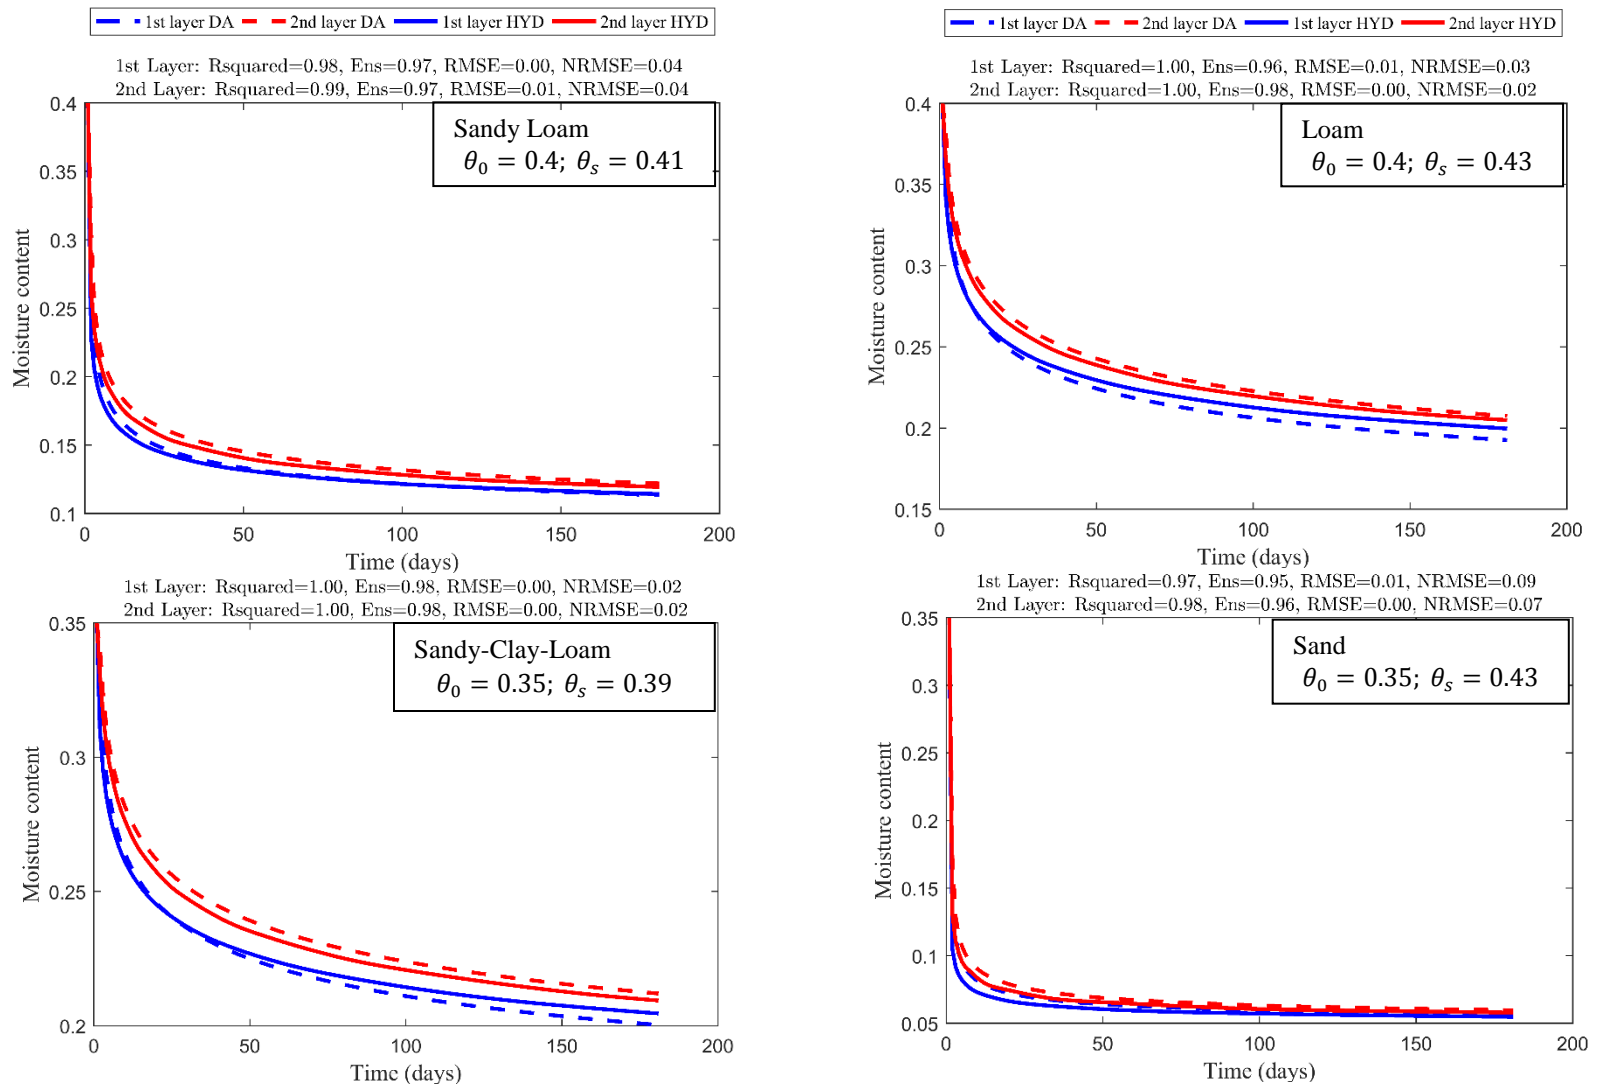 1st layer DA 2nd layer DA 1st layer HYD 2nd layer HYD
1st Layer: Rsquared=0.98, Ens=0.97, RMSE=0.00, NRMSE=0.04
2nd Layer: Rsquared=0.99, Ens=0.97, RMSE=0.01, NRMSE=0.04
Sandy Loam
θ₀ = 0.4; θₛ = 0.41
0.4
0.35
0.3
0.25
0.2
0.15
0.1
Moisture content
0 50 100 150 200
Time (days)
1st layer DA 2nd layer DA 1st layer HYD 2nd layer HYD
1st Layer: Rsquared=1.00, Ens=0.96, RMSE=0.01, NRMSE=0.03
2nd Layer: Rsquared=1.00, Ens=0.98, RMSE=0.00, NRMSE=0.02
Loam
θ₀ = 0.4; θₛ = 0.43
0.4
0.35
0.3
0.25
0.2
0.15
Moisture content
0 50 100 150 200
Time (days)
1st Layer: Rsquared=1.00, Ens=0.98, RMSE=0.00, NRMSE=0.02
2nd Layer: Rsquared=1.00, Ens=0.98, RMSE=0.00, NRMSE=0.02
Sandy-Clay-Loam
θ₀ = 0.35; θₛ = 0.39
0.35
0.3
0.25
0.2
Moisture content
0 50 100 150 200
Time (days)
1st Layer: Rsquared=0.97, Ens=0.95, RMSE=0.01, NRMSE=0.09
2nd Layer: Rsquared=0.98, Ens=0.96, RMSE=0.00, NRMSE=0.07
Sand
θ₀ = 0.35; θₛ = 0.43
0.35
0.3
0.25
0.2
0.15
0.1
0.05
Moisture content
0 50 100 150 200
Time (days)